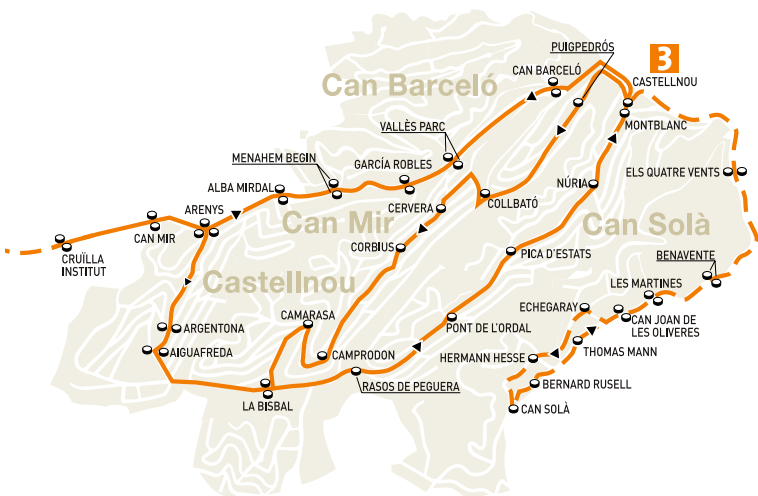 PUIGPEDRÓS
3
CAN BARCELÓ
CASTELLNOU
Can Barceló
MONTBLANC
VALLÈS PARC
MENAHEM BEGIN
GARCÍA ROBLES
ELS QUATRE VENTS
ALBA MIRDAL
NÚRIA
COLLBATÓ
CERVERA
ARENYS
Can Mir
Can Solà
CAN MIR
CORBIUS
PICA D'ESTATS
CRUÏLLA
INSTITUT
BENAVENTE
Castellnou
LES MARTINES
ECHEGARAY
CAMARASA
CAN JOAN DE
LES OLIVERES
ARGENTONA
PONT DE L'ORDAL
THOMAS MANN
AIGUAFREDA
CAMPRODON
HERMANN HESSE
RASOS DE PEGUERA
BERNARD RUSELL
LA BISBAL
CAN SOLÀ